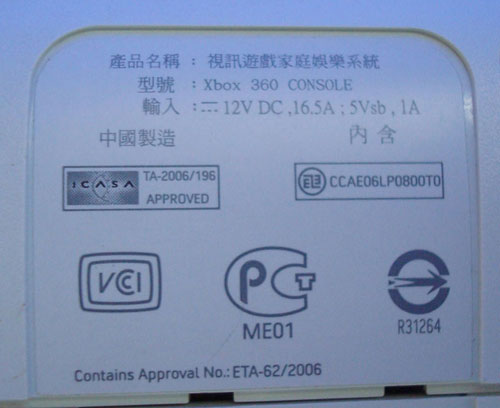 產品名稱 : 視訊遊戲家庭娛樂系統
型號 : Xbox 360 CONSOLE
輸入 : ⎓ 12V DC ,16.5A ; 5Vsb , 1A
中國製造 內含
ICASA TA-2006/196 APPROVED
CCAE06LP0800T0
VCCI
PCT
ME01
R31264
Contains Approval No.: ETA-62/2006